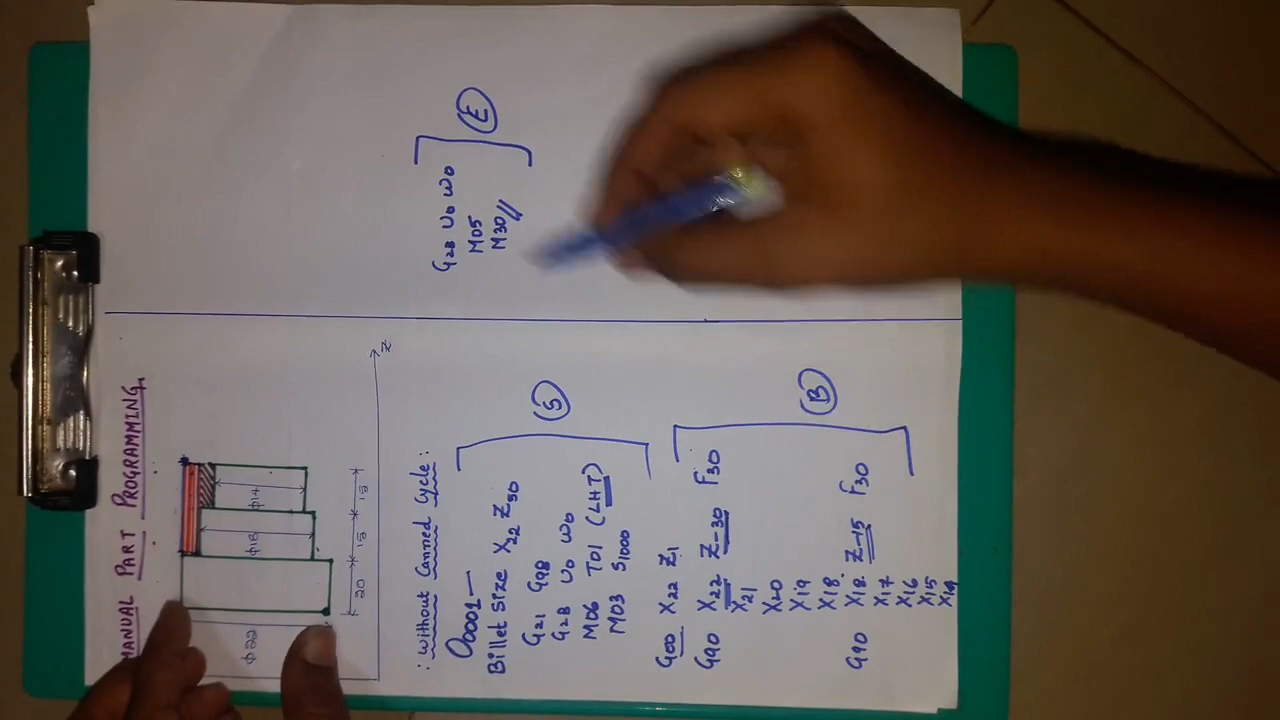 MANUAL PART PROGRAMMING.
φ22
φ18
φ14
20
15
15
Z
: Without Canned Cycle :
O0001 —
Billet Size X22 Z50
G21 G98
G28 U0 W0
M06 T01 (LHT)
M03 S1000
S
G00 X22 Z1
G90 X22 Z-30 F30
X21
X20
X19
X18.
G90 X18. Z-15 F30
X17
X16
X15
X14
B
G28 U0 W0
M05
M30//
E